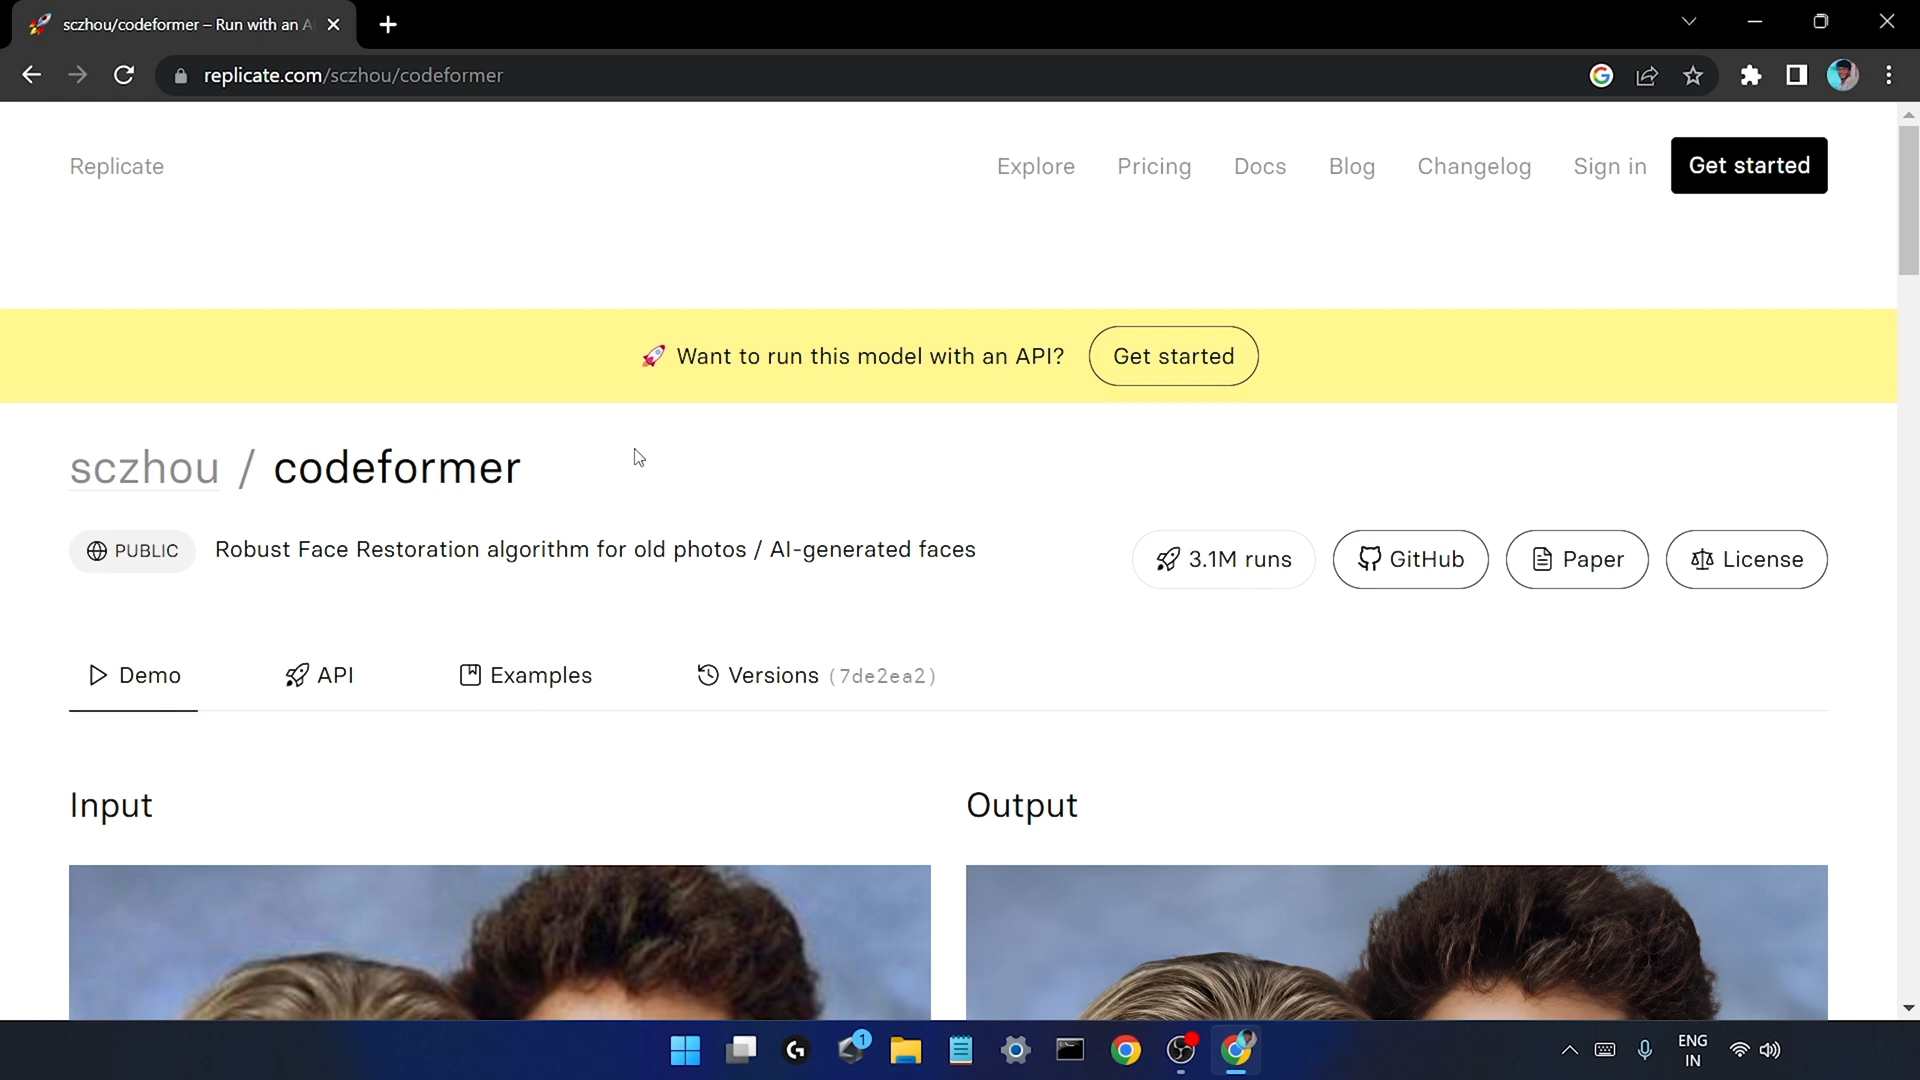 sczhou/codeformer – Run with an A
replicate.com/sczhou/codeformer
Replicate
Explore
Pricing
Docs
Blog
Changelog
Sign in
Get started
Want to run this model with an API?
Get started
sczhou / codeformer
PUBLIC
Robust Face Restoration algorithm for old photos / AI-generated faces
3.1M runs
GitHub
Paper
License
Demo
API
Examples
Versions (7de2ea2)
Input
Output
1
ENG
IN